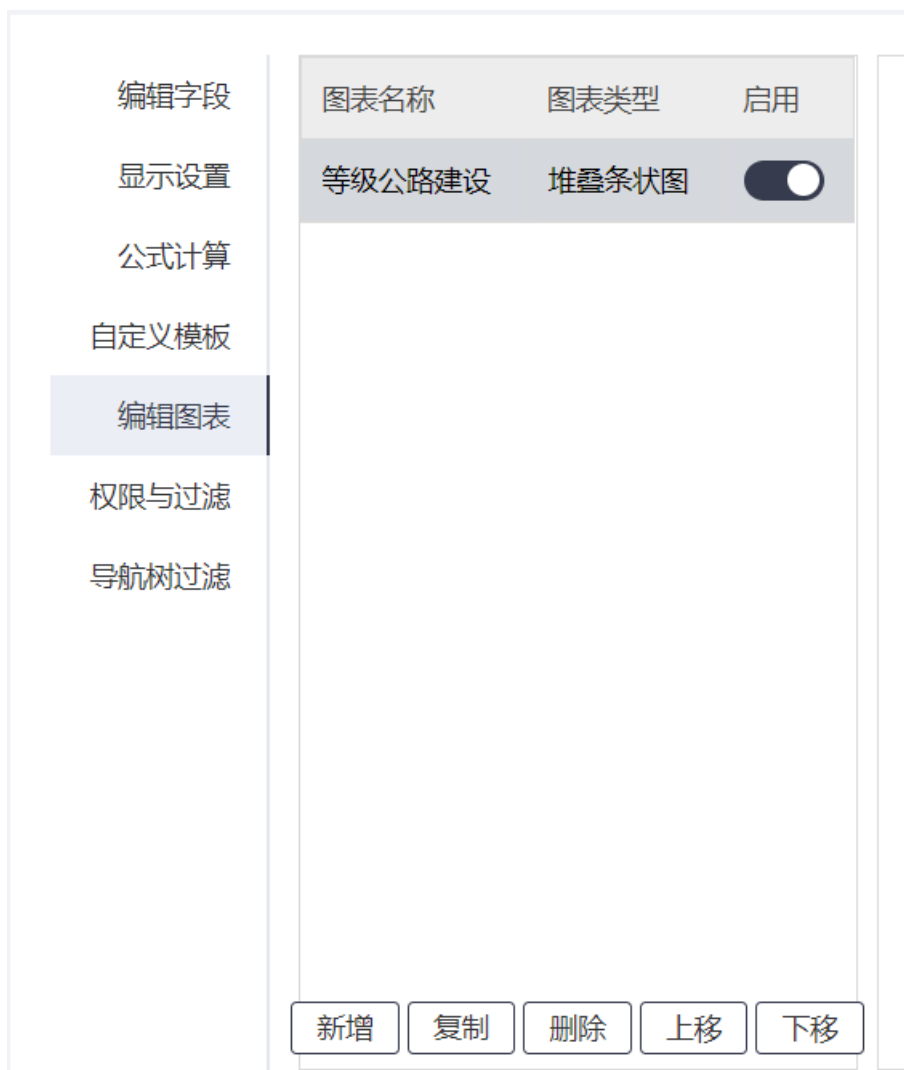 编辑字段
显示设置
公式计算
自定义模板
编辑图表
权限与过滤
导航树过滤
图表名称 图表类型 启用
等级公路建设 堆叠条状图
新增 复制 删除 上移 下移